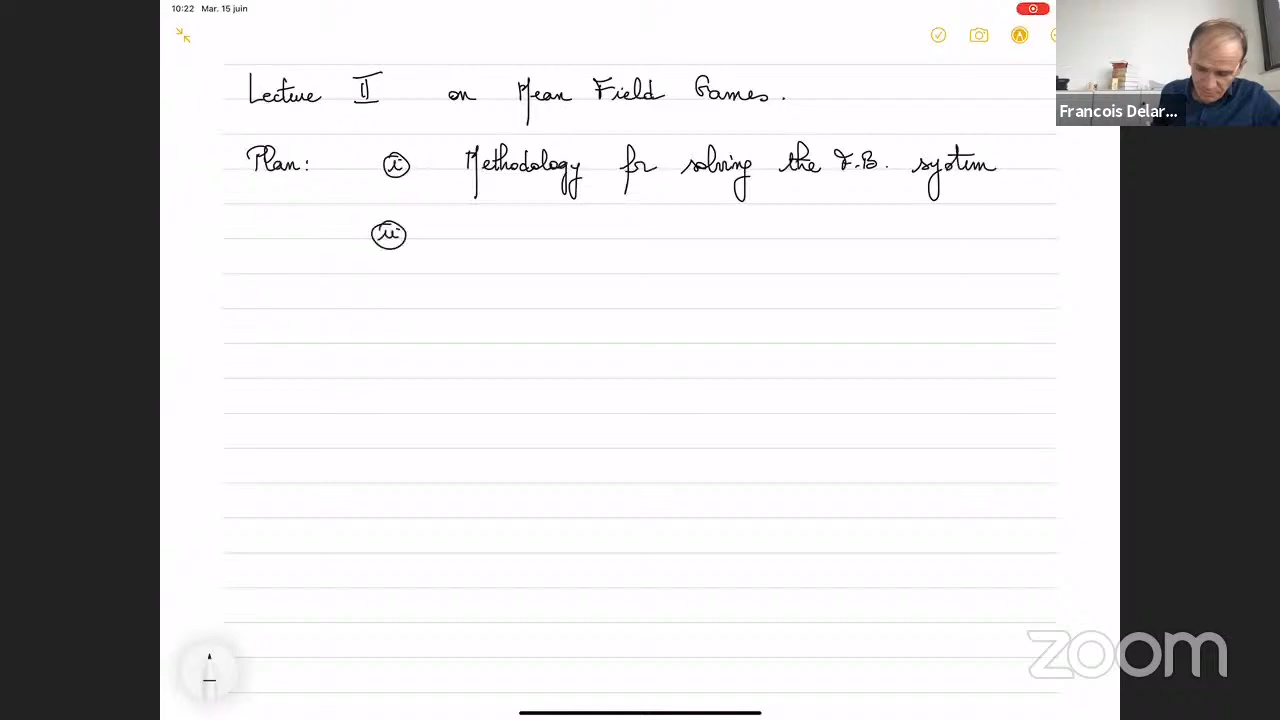 10:22 Mar. 15 juin
Francois Delar...
Lecture II on Mean Field Games.
Plan: (i) Methodology for solving the F.B. system
(ii)
zoom